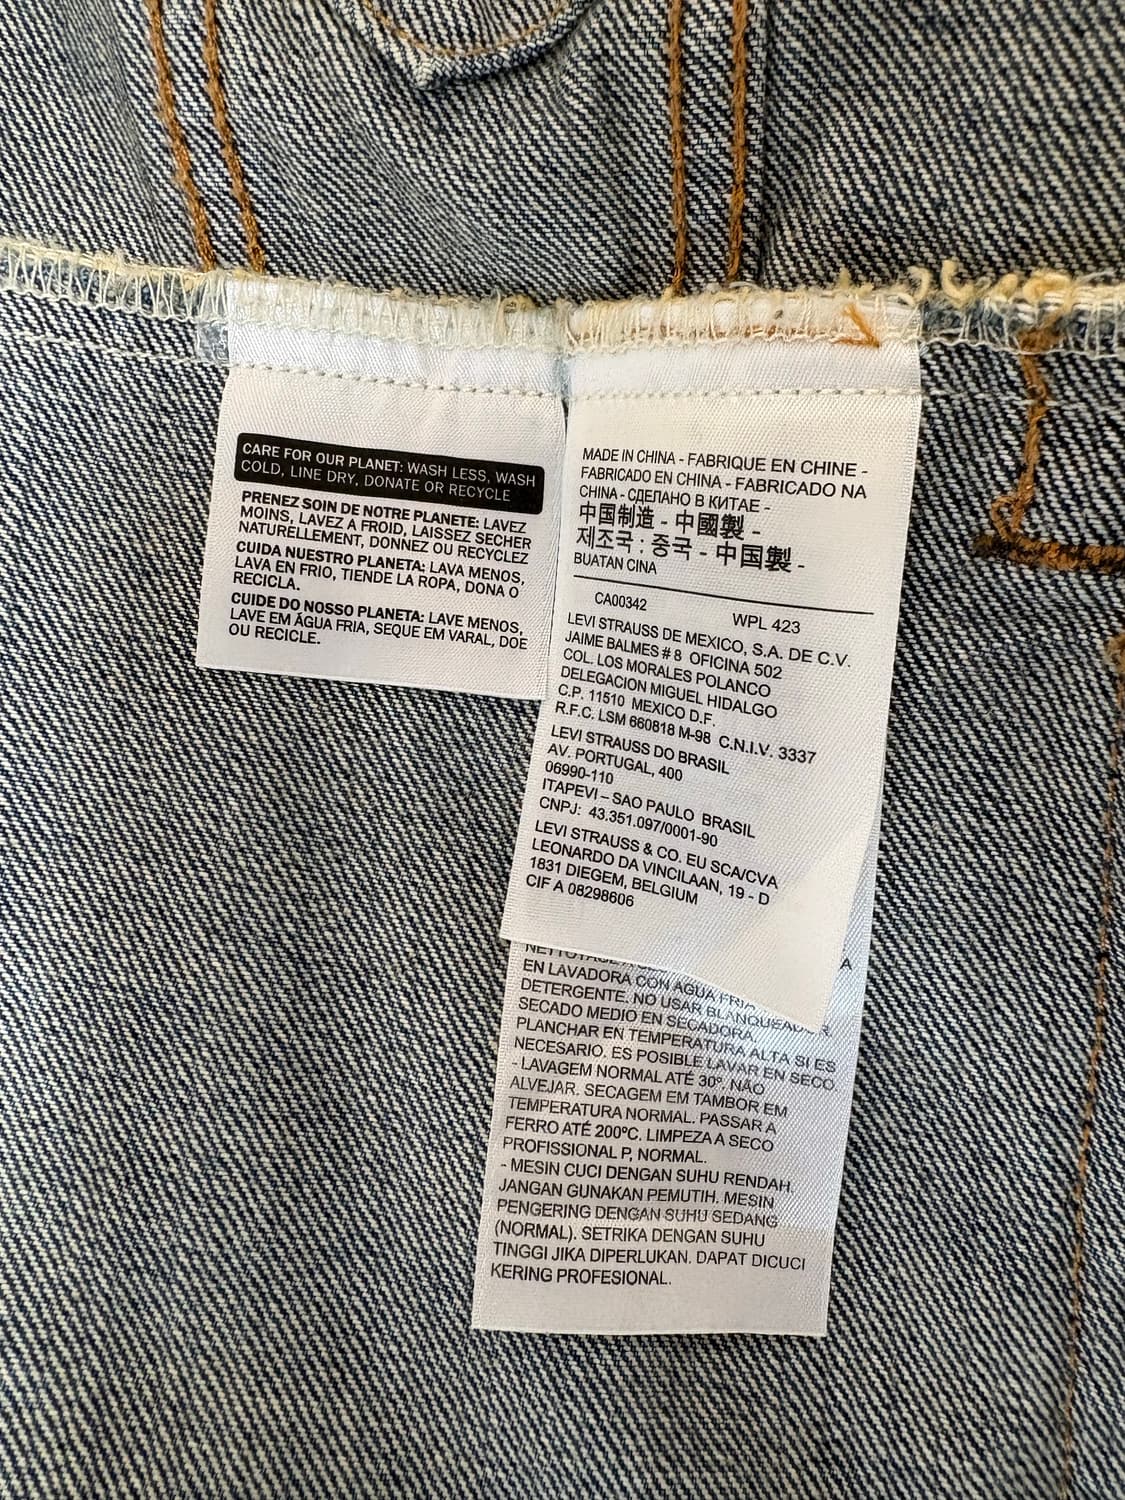 CARE FOR OUR PLANET: WASH LESS, WASH
COLD, LINE DRY, DONATE OR RECYCLE
PRENEZ SOIN DE NOTRE PLANETE: LAVEZ
MOINS, LAVEZ A FROID, LAISSEZ SECHER
NATURELLEMENT, DONNEZ OU RECYCLEZ
CUIDA NUESTRO PLANETA: LAVA MENOS,
LAVA EN FRIO, TIENDE LA ROPA, DONA O
RECICLA.
CUIDE DO NOSSO PLANETA: LAVE MENOS,
LAVE EM ÁGUA FRIA, SEQUE EM VARAL, DOE
OU RECICLE.
MADE IN CHINA - FABRIQUE EN CHINE -
FABRICADO EN CHINA - FABRICADO NA
CHINA - СДЕЛАНО В КИТАЕ -
中国制造 - 中國製 -
제조국 : 중국 - 中国製 -
BUATAN CINA
CA00342 WPL 423
LEVI STRAUSS DE MEXICO, S.A. DE C.V.
JAIME BALMES # 8 OFICINA 502
COL. LOS MORALES POLANCO
DELEGACION MIGUEL HIDALGO
C.P. 11510 MEXICO D.F.
R.F.C. LSM 660818 M-98 C.N.I.V. 3337
LEVI STRAUSS DO BRASIL
AV. PORTUGAL, 400
06990-110
ITAPEVI – SAO PAULO BRASIL
CNPJ: 43.351.097/0001-90
LEVI STRAUSS & CO. EU SCA/CVA
LEONARDO DA VINCILAAN, 19 - D
1831 DIEGEM, BELGIUM
CIF A 08298606
NETTOYAGE A
EN LAVADORA CON AGUA FRIA
DETERGENTE. NO USAR BLANQUEADOR.
SECADO MEDIO EN SECADORA.
PLANCHAR EN TEMPERATURA ALTA SI ES
NECESARIO. ES POSIBLE LAVAR EN SECO.
- LAVAGEM NORMAL ATÉ 30º. NÃO
ALVEJAR. SECAGEM EM TAMBOR EM
TEMPERATURA NORMAL. PASSAR A
FERRO ATÉ 200ºC. LIMPEZA A SECO
PROFISSIONAL P, NORMAL.
- MESIN CUCI DENGAN SUHU RENDAH.
JANGAN GUNAKAN PEMUTIH. MESIN
PENGERING DENGAN SUHU SEDANG
(NORMAL). SETRIKA DENGAN SUHU
TINGGI JIKA DIPERLUKAN. DAPAT DICUCI
KERING PROFESIONAL.